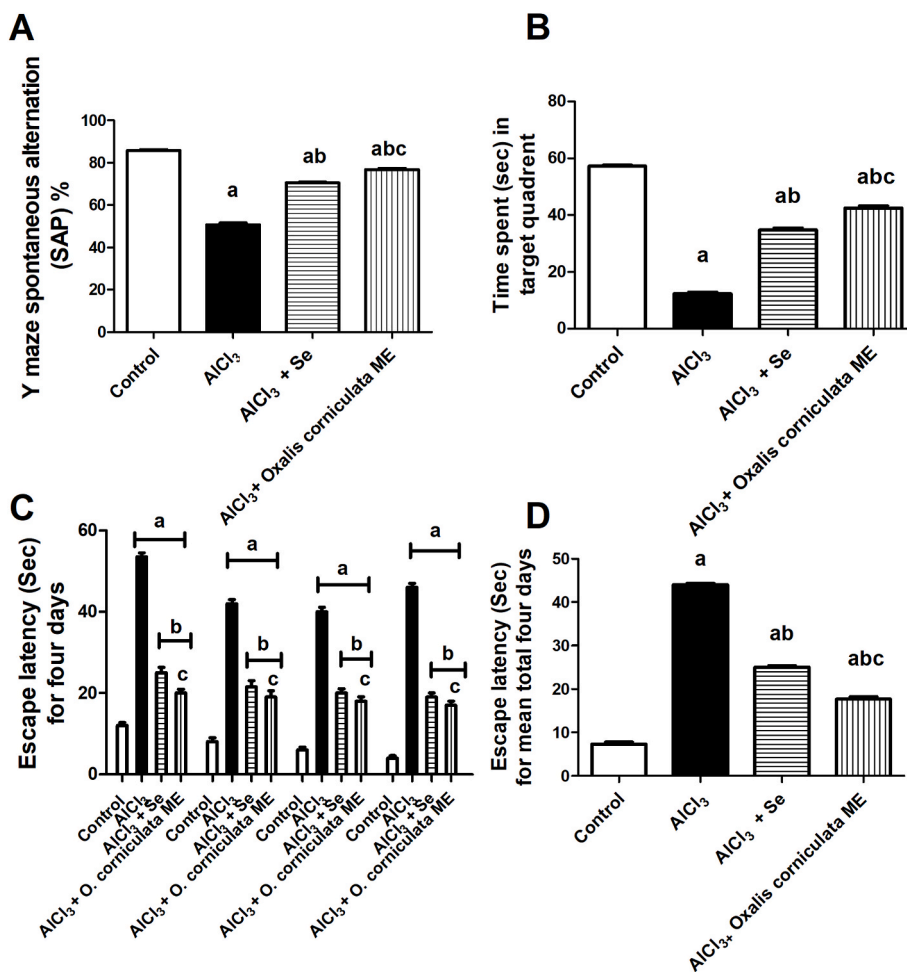 A
Y maze spontaneous alternation
(SAP) %
100
80
60
40
20
0
a
ab
abc
Control
AlCl₃
AlCl₃ + Se
AlCl₃+ Oxalis corniculata ME
B
Time spent (sec) in
target quadrent
80
60
40
20
0
a
ab
abc
Control
AlCl₃
AlCl₃ + Se
AlCl₃+ Oxalis corniculata ME
C
Escape latency (Sec)
for four days
60
40
20
0
a
b
c
a
b
c
a
b
c
a
b
c
Control
AlCl₃
AlCl₃ + Se
AlCl₃+ O. corniculata ME
Control
AlCl₃
AlCl₃ + Se
AlCl₃+ O. corniculata ME
Control
AlCl₃
AlCl₃ + Se
AlCl₃+ O. corniculata ME
Control
AlCl₃
AlCl₃ + Se
AlCl₃+ O. corniculata ME
D
Escape latency (Sec)
for mean total four days
50
40
30
20
10
0
a
ab
abc
Control
AlCl₃
AlCl₃ + Se
AlCl₃+ Oxalis corniculata ME